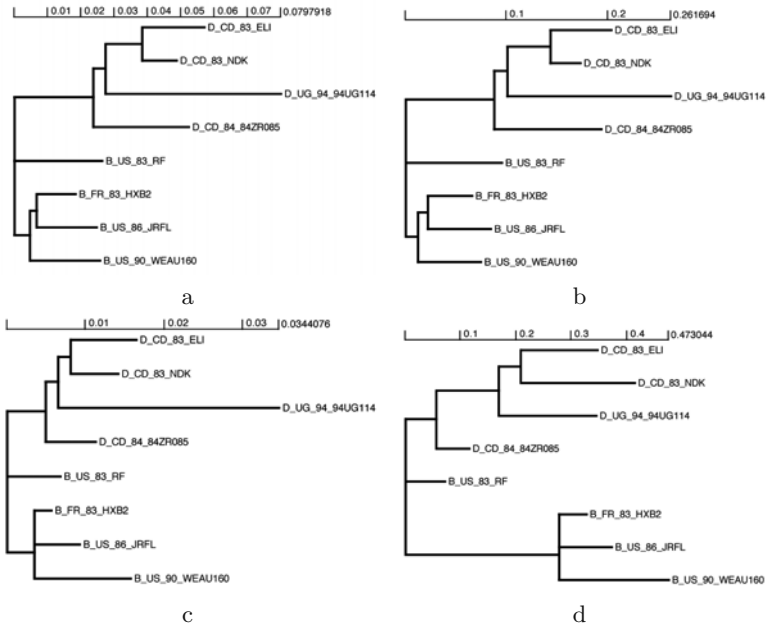 0.01 0.02 0.03 0.04 0.05 0.06 0.07 0.0797918
D_CD_83_ELI
D_CD_83_NDK
D_UG_94_94UG114
D_CD_84_84ZR085
B_US_83_RF
B_FR_83_HXB2
B_US_86_JRFL
B_US_90_WEAU160
a
0.1 0.2 0.261694
D_CD_83_ELI
D_CD_83_NDK
D_UG_94_94UG114
D_CD_84_84ZR085
B_US_83_RF
B_FR_83_HXB2
B_US_86_JRFL
B_US_90_WEAU160
b
0.01 0.02 0.03 0.0344076
D_CD_83_ELI
D_CD_83_NDK
D_UG_94_94UG114
D_CD_84_84ZR085
B_US_83_RF
B_FR_83_HXB2
B_US_86_JRFL
B_US_90_WEAU160
c
0.1 0.2 0.3 0.4 0.473044
D_CD_83_ELI
D_CD_83_NDK
D_UG_94_94UG114
D_CD_84_84ZR085
B_US_83_RF
B_FR_83_HXB2
B_US_86_JRFL
B_US_90_WEAU160
d